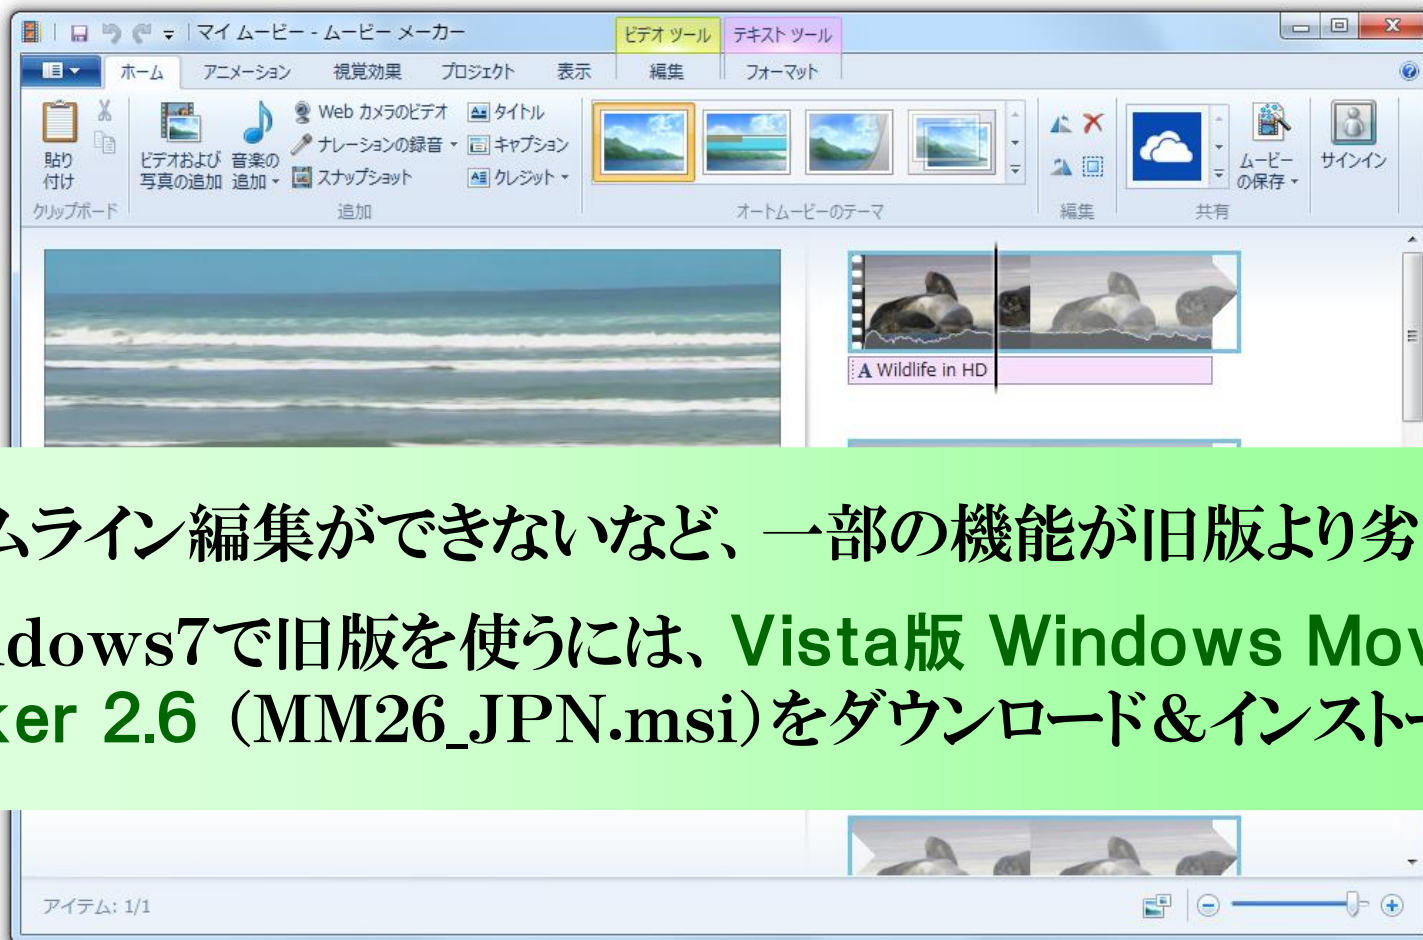 マイ ムービー - ムービー メーカー
ビデオ ツール
テキスト ツール
ホーム アニメーション 視覚効果 プロジェクト 表示 編集 フォーマット
貼り
付け
ビデオおよび
写真の追加
音楽の
追加
Web カメラのビデオ
ナレーションの録音
スナップショット
タイトル
キャプション
クレジット
ムービー
の保存
サインイン
クリップボード 追加 オートムービーのテーマ 編集 共有
A Wildlife in HD
ムライン編集ができないなど、一部の機能が旧版より劣
ndows7で旧版を使うには、Vista版 Windows Mov
ker 2.6 (MM26_JPN.msi)をダウンロード&インストー
アイテム: 1/1